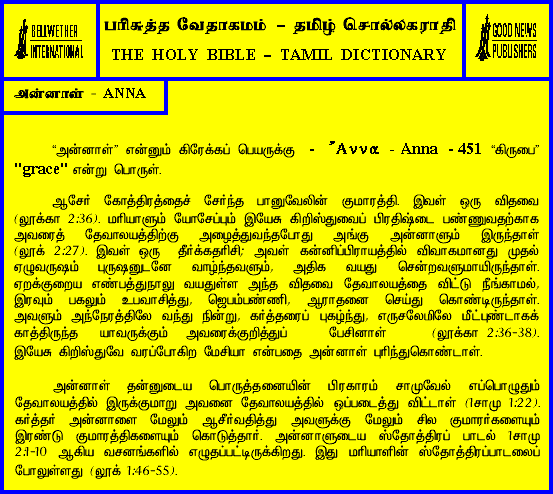 BELLWETHER
INTERNATIONAL
பரிசுத்த வேதாகமம் – தமிழ் சொல்லகராதி
THE HOLY BIBLE – TAMIL DICTIONARY
GOOD NEWS
PUBLISHERS
அன்னாள் - ANNA
“அன்னாள்” என்னும் கிரேக்கப் பெயருக்கு - ῎Αννα - Anna - 451 “கிருபை”
"grace" என்று பொருள்.
ஆசேர் கோத்திரத்தைச் சேர்ந்த பானுவேலின் குமாரத்தி. இவள் ஒரு விதவை
(லூக்கா 2:36). மரியாளும் யோசேப்பும் இயேசு கிறிஸ்துவைப் பிரதிஷ்டை பண்ணுவதற்காக
அவரைத் தேவாலயத்திற்கு அழைத்துவந்தபோது அங்கு அன்னாளும் இருந்தாள்
(லூக் 2:27). இவள் ஒரு தீர்க்கதரிசி; அவள் கன்னிப்பிராயத்தில் விவாகமானது முதல்
ஏழுவருஷம் புருஷனுடனே வாழ்ந்தவளும், அதிக வயது சென்றவளுமாயிருந்தாள்.
ஏறக்குறைய எண்பத்துநாலு வயதுள்ள அந்த விதவை தேவாலயத்தை விட்டு நீங்காமல்,
இரவும் பகலும் உபவாசித்து, ஜெபம்பண்ணி, ஆராதனை செய்து கொண்டிருந்தாள்.
அவளும் அந்நேரத்திலே வந்து நின்று, கர்த்தரைப் புகழ்ந்து, எருசலேமிலே மீட்புண்டாகக்
காத்திருந்த யாவருக்கும் அவரைக்குறித்துப் பேசினாள் (லூக்கா 2:36-38).
இயேசு கிறிஸ்துவே வரப்போகிற மேசியா என்பதை அன்னாள் புரிந்துகொண்டாள்.
அன்னாள் தன்னுடைய பொருத்தனையின் பிரகாரம் சாமுவேல் எப்பொழுதும்
தேவாலயத்தில் இருக்குமாறு அவனை தேவாலயத்தில் ஒப்படைத்து விட்டாள் (1சாமு 1:22).
கர்த்தர் அன்னாளை மேலும் ஆசீர்வதித்து அவளுக்கு மேலும் சில குமாரர்களையும்
இரண்டு குமாரத்திகளையும் கொடுத்தார். அன்னாளுடைய ஸ்தோத்திரப் பாடல் 1சாமு
2:1-10 ஆகிய வசனங்களில் எழுதப்பட்டிருக்கிறது. இது மரியாளின் ஸ்தோத்திரப்பாடலைப்
போலுள்ளது (லூக் 1:46-55).